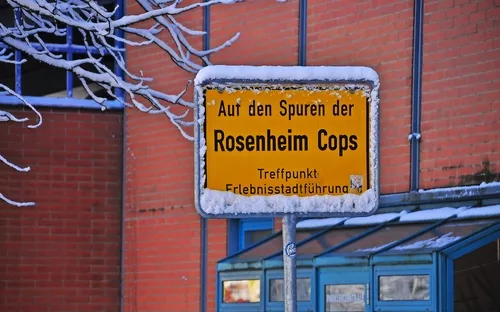 Auf den Spuren der
Rosenheim Cops
Treffpunkt
Erlebnisstadtführung